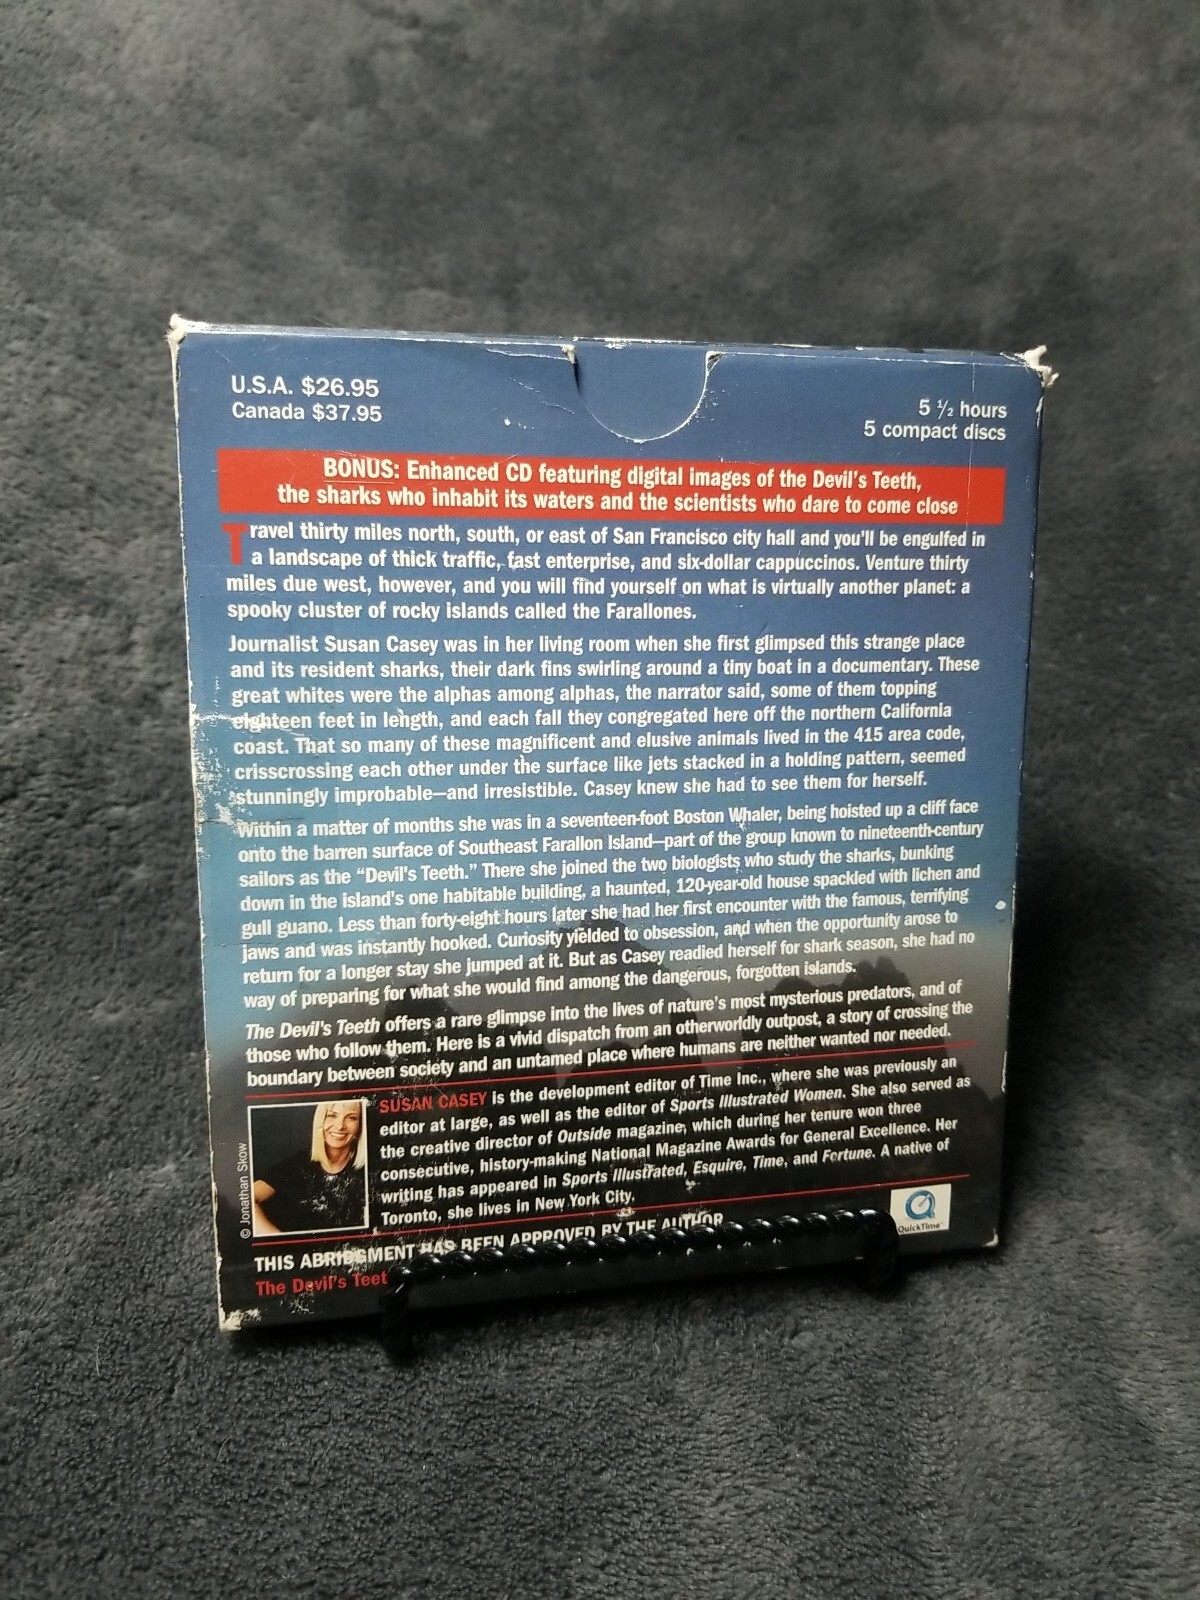 U.S.A. $26.95
Canada $37.95
5 ½ hours
5 compact discs
BONUS: Enhanced CD featuring digital images of the Devil's Teeth,
the sharks who inhabit its waters and the scientists who dare to come close
Travel thirty miles north, south, or east of San Francisco city hall and you'll be engulfed in
a landscape of thick traffic, fast enterprise, and six-dollar cappuccinos. Venture thirty
miles due west, however, and you will find yourself on what is virtually another planet: a
spooky cluster of rocky islands called the Farallones.
Journalist Susan Casey was in her living room when she first glimpsed this strange place
and its resident sharks, their dark fins swirling around a tiny boat in a documentary. These
great whites were the alphas among alphas, the narrator said, some of them topping
eighteen feet in length, and each fall they congregated here off the northern California
coast. That so many of these magnificent and elusive animals lived in the 415 area code,
crisscrossing each other under the surface like jets stacked in a holding pattern, seemed
stunningly improbable—and irresistible. Casey knew she had to see them for herself.
Within a matter of months she was in a seventeen-foot Boston Whaler, being hoisted up a cliff face
onto the barren surface of Southeast Farallon Island—part of the group known to nineteenth-century
sailors as the “Devil's Teeth.” There she joined the two biologists who study the sharks, bunking
down in the island's one habitable building, a haunted, 120-year-old house spackled with lichen and
gull guano. Less than forty-eight hours later she had her first encounter with the famous, terrifying
jaws and was instantly hooked. Curiosity yielded to obsession, and when the opportunity arose to
return for a longer stay she jumped at it. But as Casey readied herself for shark season, she had no
way of preparing for what she would find among the dangerous, forgotten islands.
The Devil's Teeth offers a rare glimpse into the lives of nature's most mysterious predators, and of
those who follow them. Here is a vivid dispatch from an otherworldly outpost, a story of crossing the
boundary between society and an untamed place where humans are neither wanted nor needed.
SUSAN CASEY is the development editor of Time Inc., where she was previously an
editor at large, as well as the editor of Sports Illustrated Women. She also served as
the creative director of Outside magazine, which during her tenure won three
consecutive, history-making National Magazine Awards for General Excellence. Her
writing has appeared in Sports Illustrated, Esquire, Time, and Fortune. A native of
Toronto, she lives in New York City.
© Jonathan Skow
QuickTime™
THIS ABRIDGMENT HAS BEEN APPROVED BY THE AUTHOR
The Devil's Teet